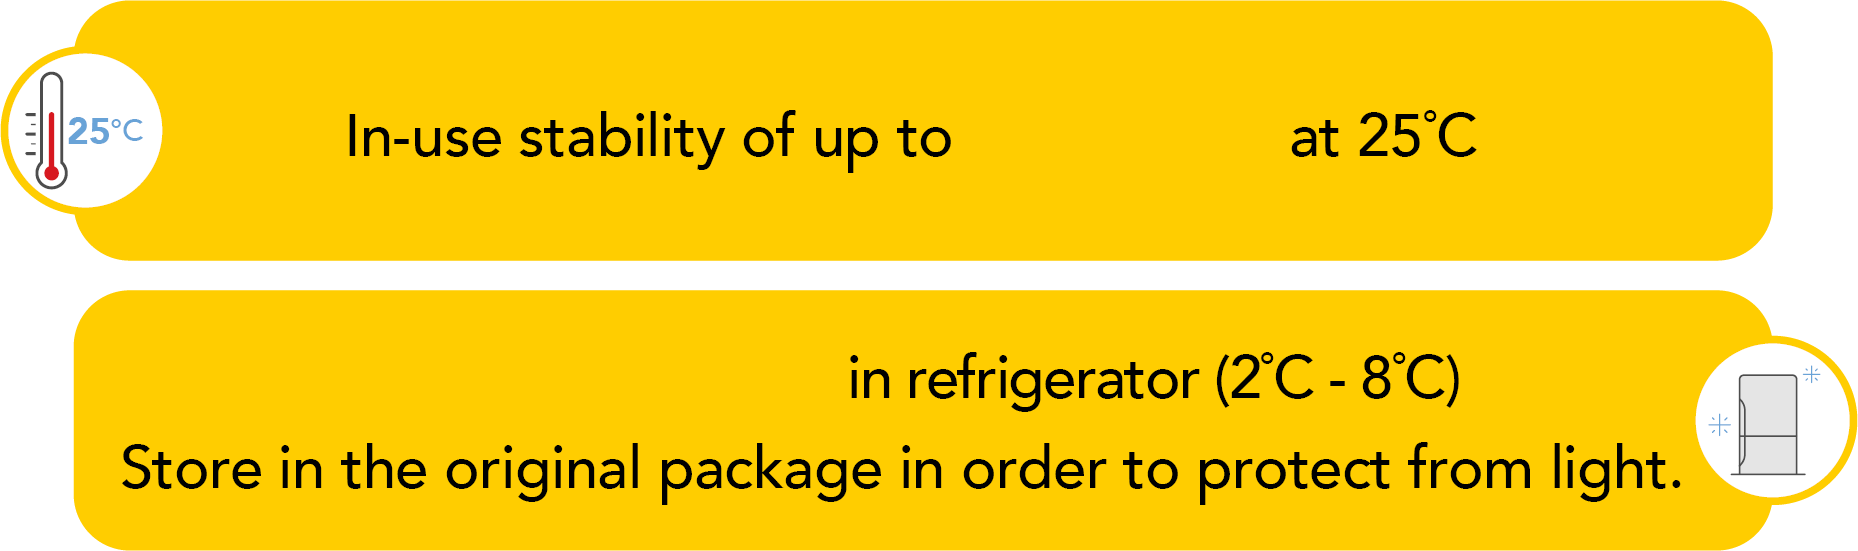 25°C
In-use stability of up to at 25°C
in refrigerator (2°C - 8°C)
Store in the original package in order to protect from light.